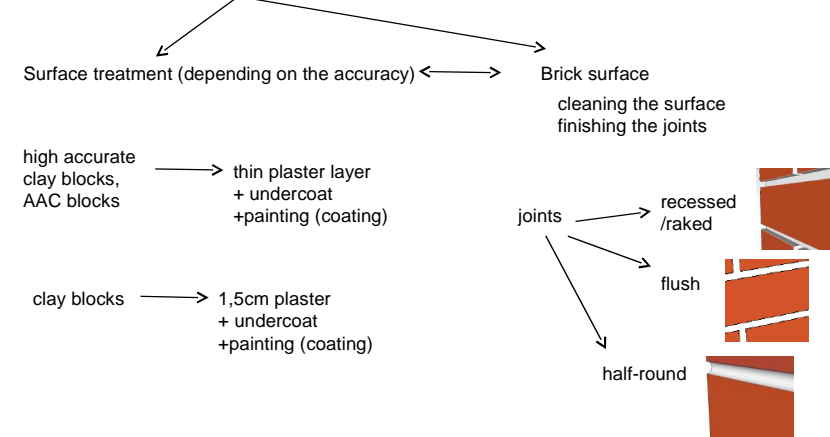 Surface treatment (depending on the accuracy)
Brick surface
cleaning the surface
finishing the joints
high accurate
clay blocks,
AAC blocks
thin plaster layer
+ undercoat
+painting (coating)
joints
recessed
/raked
flush
clay blocks
1,5cm plaster
+ undercoat
+painting (coating)
half-round